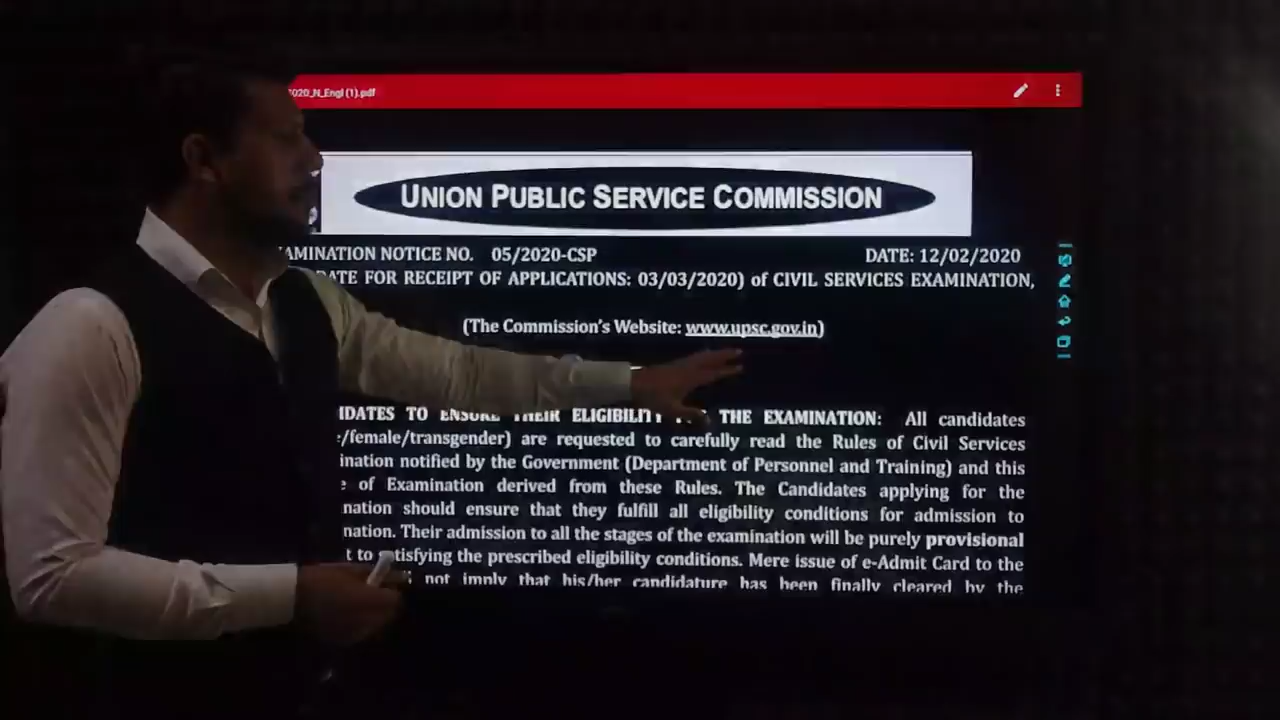 2020_N_Engl (1).pdf
UNION PUBLIC SERVICE COMMISSION
AMINATION NOTICE NO. 05/2020-CSP DATE: 12/02/2020
ATE FOR RECEIPT OF APPLICATIONS: 03/03/2020) of CIVIL SERVICES EXAMINATION,
(The Commission's Website: www.upsc.gov.in)
IDATES TO ENSURE THEIR ELIGIBILITY THE EXAMINATION: All candidates
/female/transgender) are requested to carefully read the Rules of Civil Services
ination notified by the Government (Department of Personnel and Training) and this
of Examination derived from these Rules. The Candidates applying for the
nation should ensure that they fulfill all eligibility conditions for admission to
nation. Their admission to all the stages of the examination will be purely provisional
t to satisfying the prescribed eligibility conditions. Mere issue of e-Admit Card to the
not imply that his/her candidature has been finally cleared by the